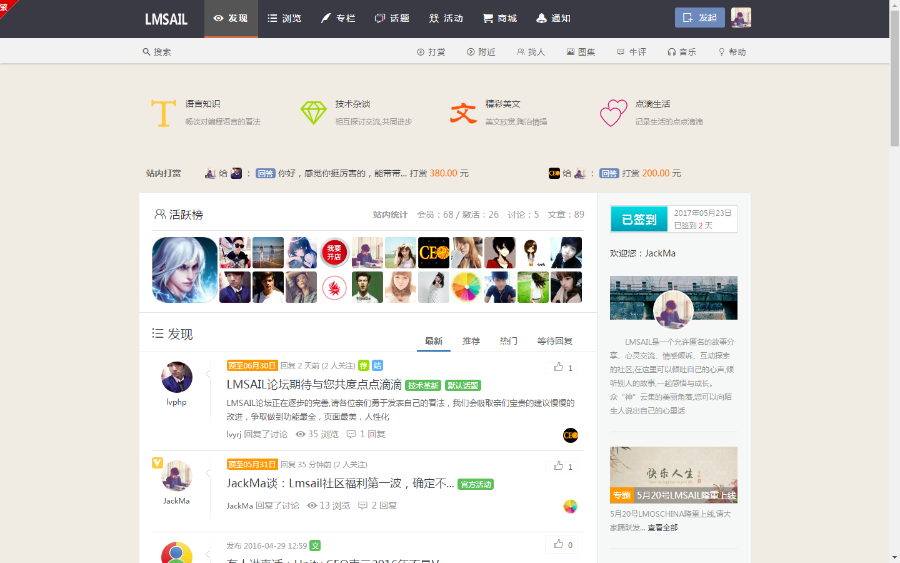 LMSAIL 发现 浏览 专栏 话题 活动 商城 通知 发起
搜索 打赏 附近 找人 图集 牛评 音乐 帮助
语言知识
畅谈对编程语言的看法
技术杂谈
相互探讨交流,共同进步
精彩美文
美文欣赏,陶冶情操
点滴生活
记录生活的点点滴滴
站内打赏 给 : 回答 你好，感觉你挺厉害的，能带带... 打赏 380.00 元 给 : 回答 打赏 200.00 元
活跃榜 站内统计 会员：68 / 激活：26 讨论：5 文章：89
我要
开店
CEO
发现 最新 推荐 热门 等待回复
顶至06月30日 回复 2 天前 (2 人关注) 荐 结 1
LMSAIL论坛期待与您共度点点滴滴 技术基新 默认话题
LMSAIL论坛正在逐步的完善,请各位亲们勇于发表自己的看法，我们会吸取亲们宝贵的建议慢慢的
改进，争取做到功能最全，页面最美，人性化
lvphp
lvyrj 回复了讨论 35 浏览 1 回复
CEO
顶至05月31日 回复 35 分钟前 (2 人关注) 1
JackMa谈：Lmsail社区福利第一波，确定不... 官方活动
JackMa
JackMa 回复了讨论 13 浏览 2 回复
发布 2016-04-29 12:59 文 0
已签到
2017年05月23日
已签到 2 天
欢迎您：JackMa
LMSAIL是一个允许匿名的故事分
享、心灵交流、情感倾诉、互动探索
的社区,在这里可以倾吐自己的心声,倾
听别人的故事,一起感悟与成长。
众“神”云集的美丽角落,您可以向陌
生人说出自己的心里话
快乐人生
专题 5月20号LMSAIL隆重上线
5月20号LMOSCHINA隆重上线,请大
家踊跃发... 查看全部